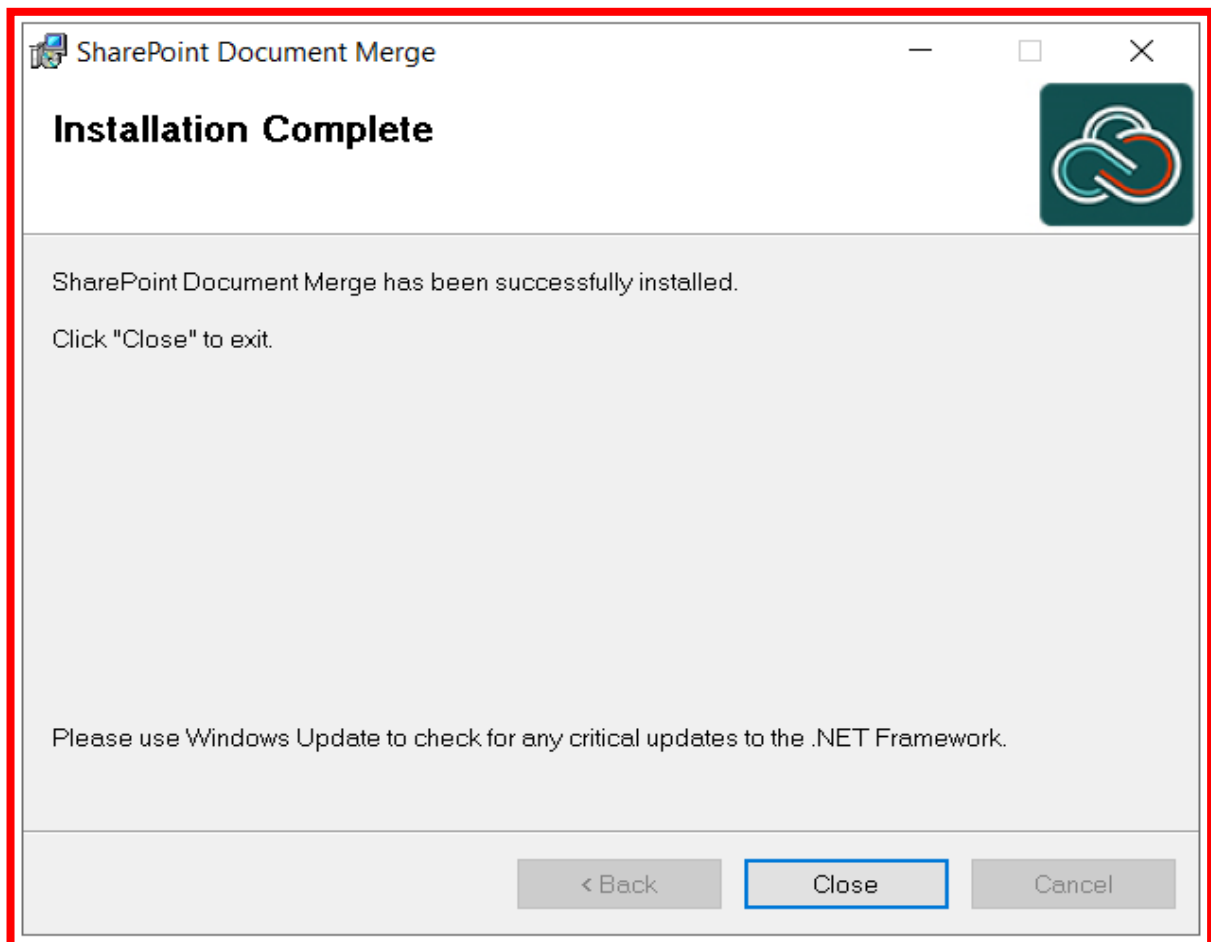 SharePoint Document Merge
Installation Complete
SharePoint Document Merge has been successfully installed.
Click "Close" to exit.
Please use Windows Update to check for any critical updates to the .NET Framework.
< Back
Close
Cancel